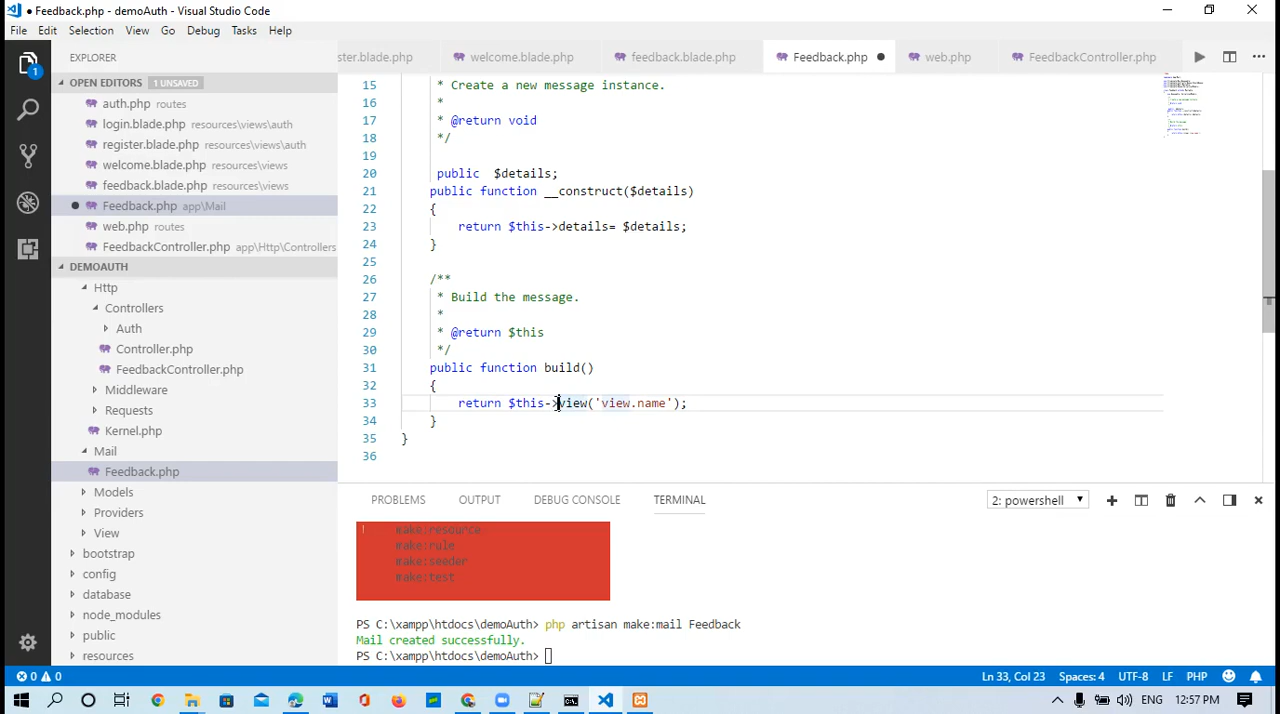 Feedback.php - demoAuth - Visual Studio Code
File Edit Selection View Go Debug Tasks Help
EXPLORER
ster.blade.php welcome.blade.php feedback.blade.php Feedback.php web.php FeedbackController.php
OPEN EDITORS 1 UNSAVED
auth.php routes
login.blade.php resources\views\auth
register.blade.php resources\views\auth
welcome.blade.php resources\views
feedback.blade.php resources\views
Feedback.php app\Mail
web.php routes
FeedbackController.php app\Http\Controllers
DEMOAUTH
Http
Controllers
Auth
Controller.php
FeedbackController.php
Middleware
Requests
Kernel.php
Mail
Feedback.php
Models
Providers
View
bootstrap
config
database
node_modules
public
resources
1
15 * Create a new message instance.
16 *
17 * @return void
18 */
19
20 public $details;
21 public function __construct($details)
22 {
23 return $this->details= $details;
24 }
25
26 /**
27 * Build the message.
28 *
29 * @return $this
30 */
31 public function build()
32 {
33 return $this->view('view.name');
34 }
35 }
36
PROBLEMS OUTPUT DEBUG CONSOLE TERMINAL 2: powershell
make:resource
make:rule
make:seeder
make:test
PS C:\xampp\htdocs\demoAuth> php artisan make:mail Feedback
Mail created successfully.
PS C:\xampp\htdocs\demoAuth>
0 0 Ln 33, Col 23 Spaces: 4 UTF-8 LF PHP
ENG 12:57 PM